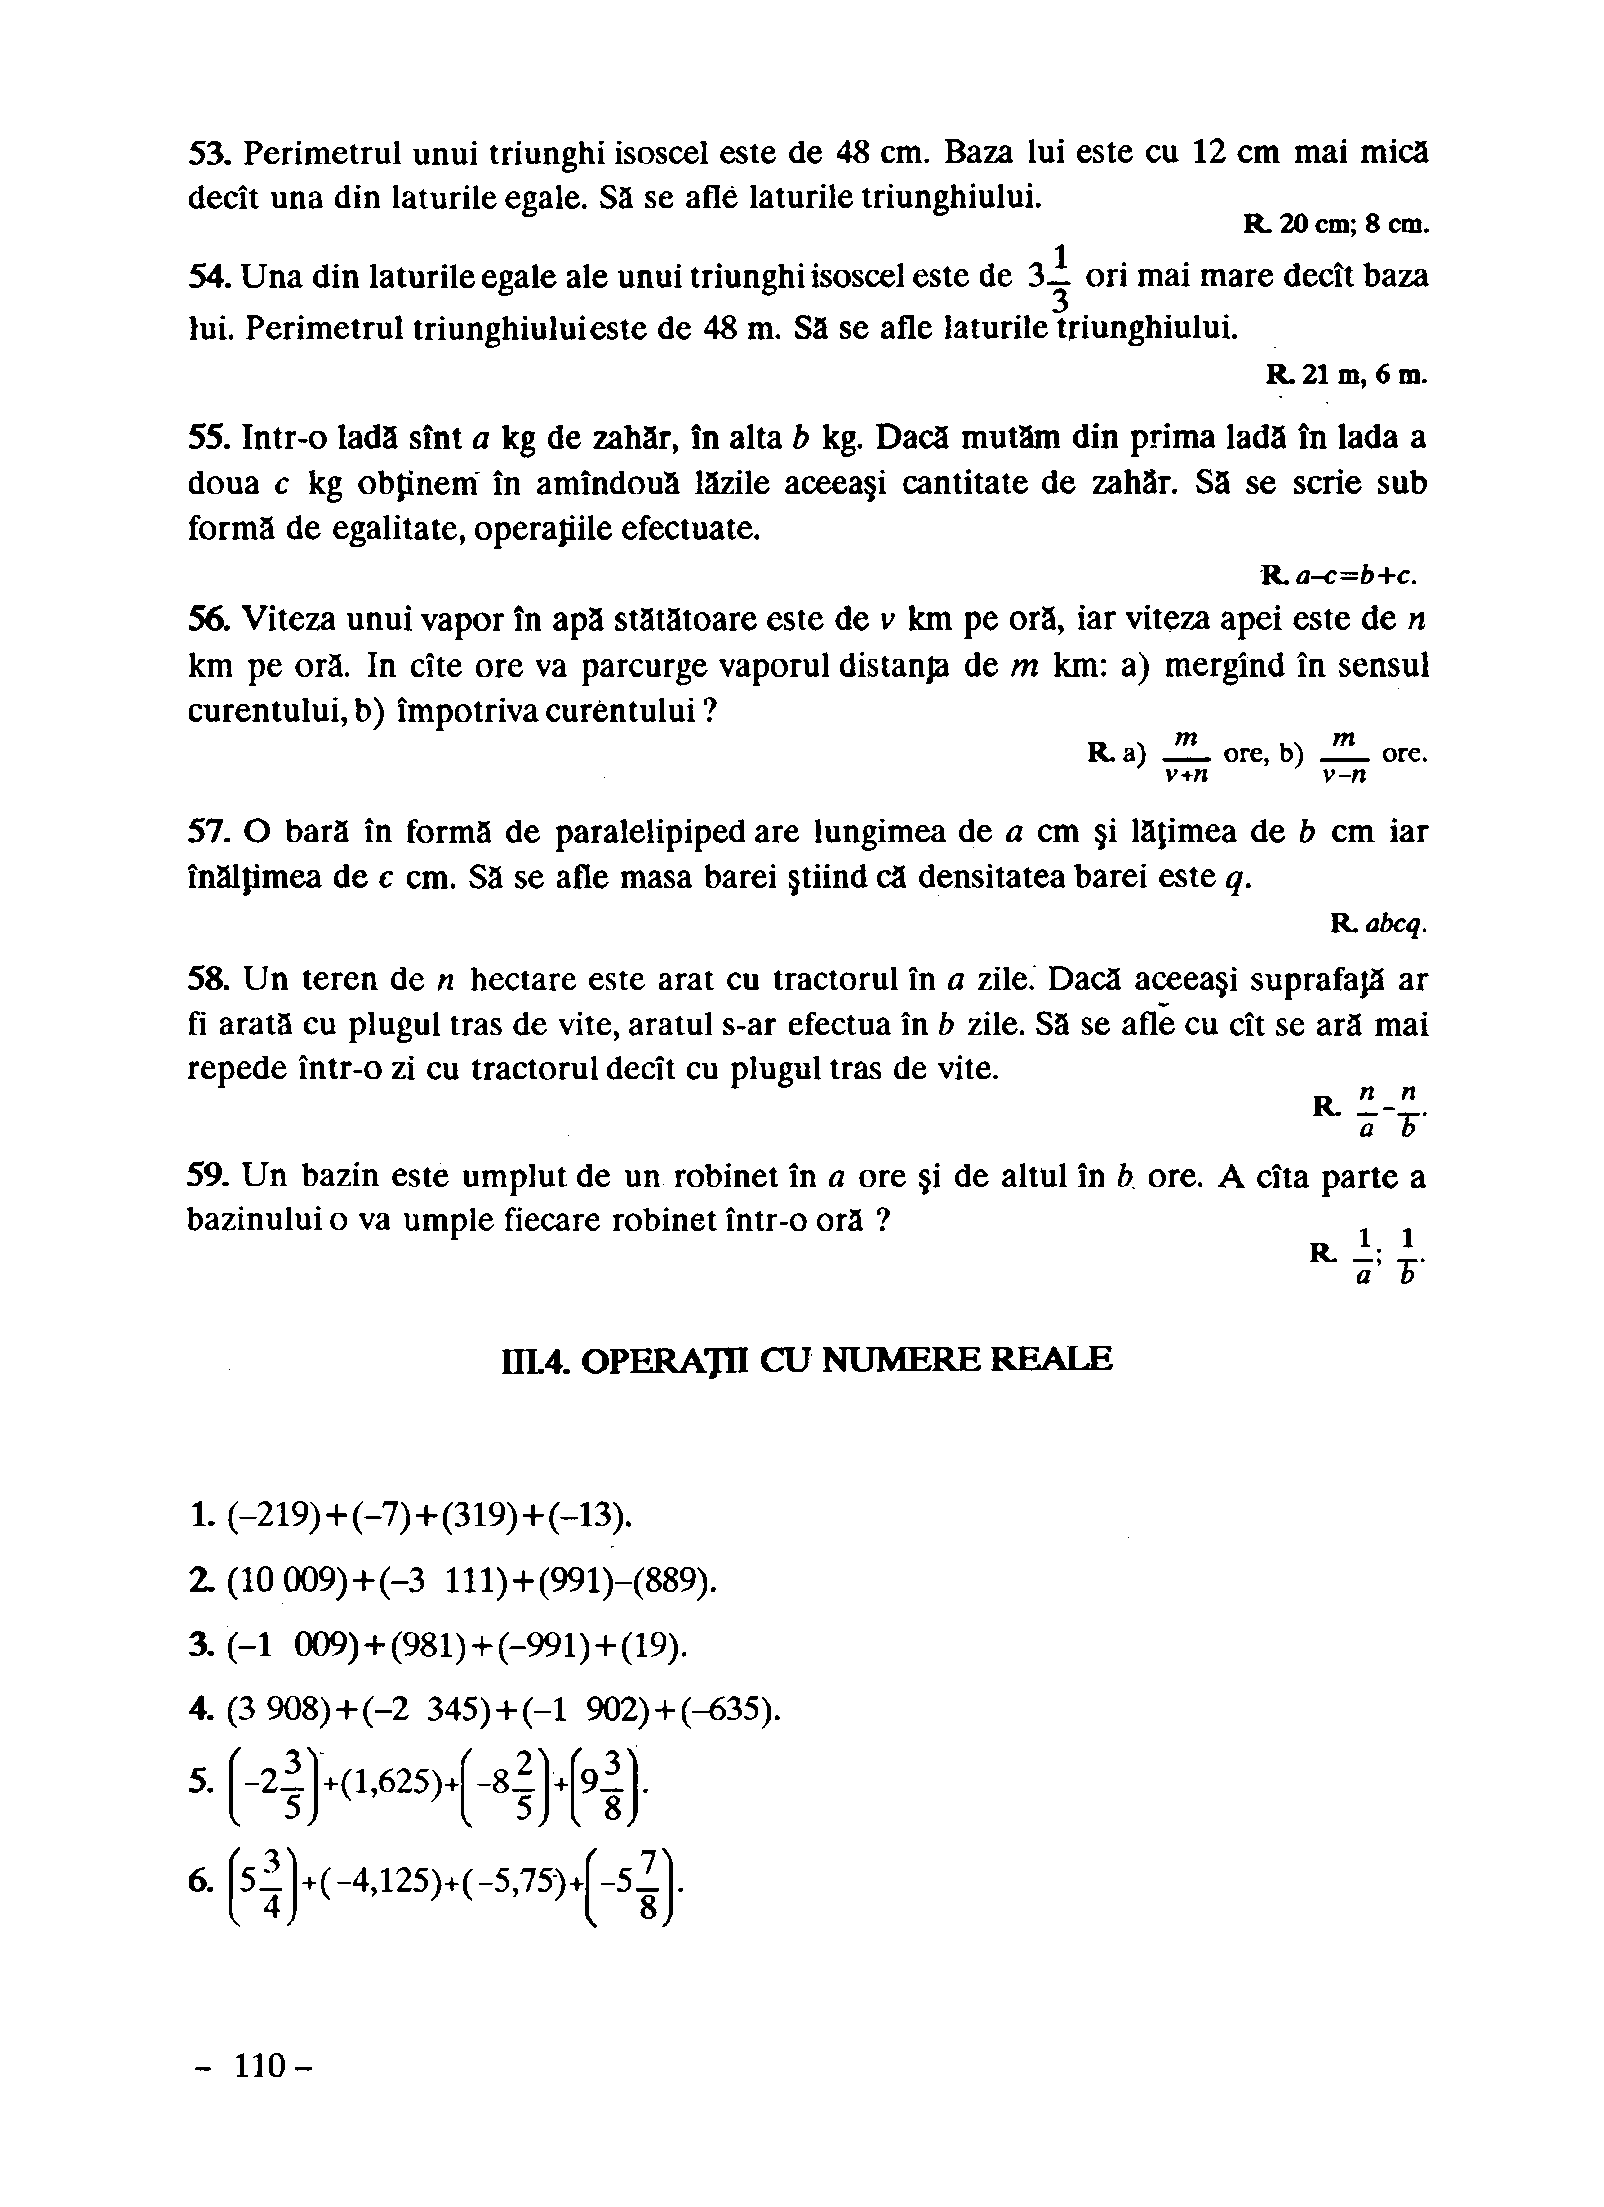 53. Perimetrul unui triunghi isoscel este de 48 cm. Baza lui este cu 12 cm mai mică
decît una din laturile egale. Să se afle laturile triunghiului.
R. 20 cm; 8 cm.
54. Una din laturile egale ale unui triunghi isoscel este de 3 1/3 ori mai mare decît baza
lui. Perimetrul triunghiului este de 48 m. Să se afle laturile triunghiului.
R. 21 m, 6 m.
55. Intr-o ladă sînt a kg de zahăr, în alta b kg. Dacă mutăm din prima ladă în lada a
doua c kg obţinem în amîndouă lăzile aceeaşi cantitate de zahăr. Să se scrie sub
formă de egalitate, operaţiile efectuate.
R. a–c=b+c.
56. Viteza unui vapor în apă stătătoare este de v km pe oră, iar viteza apei este de n
km pe oră. In cîte ore va parcurge vaporul distanţa de m km: a) mergînd în sensul
curentului, b) împotriva curentului ?
R. a) m/(v+n) ore, b) m/(v–n) ore.
57. O bară în formă de paralelipiped are lungimea de a cm şi lăţimea de b cm iar
înălţimea de c cm. Să se afle masa barei ştiind că densitatea barei este q.
R. abcq.
58. Un teren de n hectare este arat cu tractorul în a zile. Dacă aceeaşi suprafaţă ar
fi arată cu plugul tras de vite, aratul s-ar efectua în b zile. Să se afle cu cît se ară mai
repede într-o zi cu tractorul decît cu plugul tras de vite.
R. n/a - n/b.
59. Un bazin este umplut de un robinet în a ore şi de altul în b ore. A cîta parte a
bazinului o va umple fiecare robinet într-o oră ?
R. 1/a; 1/b.
III.4. OPERAŢII CU NUMERE REALE
1. (–219)+(–7)+(319)+(–13).
2. (10 009)+(–3 111)+(991)–(889).
3. (–1 009)+(981)+(–991)+(19).
4. (3 908)+(–2 345)+(–1 902)+(–635).
5. (-2 3/5)+(1,625)+(-8 2/5)+(9 3/8).
6. (5 3/4)+(-4,125)+(-5,75)+(-5 7/8).
– 110 –